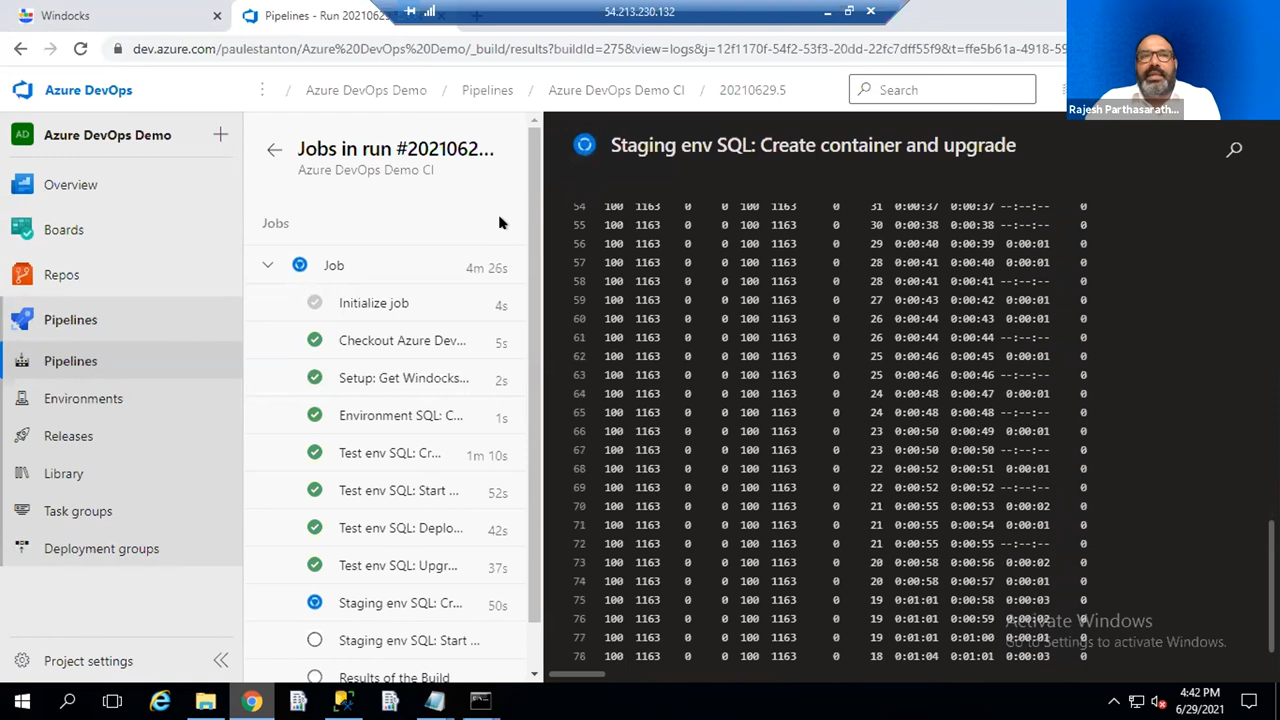 Windocks
Pipelines - Run 2021062
54.213.230.132
dev.azure.com/paulestanton/Azure%20DevOps%20Demo/_build/results?buildId=275&view=logs&j=12f1170f-54f2-53f3-20dd-22fc7dff55f9&t=ffe5b61a-4918-59
Rajesh Parthasarath...
Azure DevOps
/ Azure DevOps Demo / Pipelines / Azure DevOps Demo CI / 20210629.5
Search
AD Azure DevOps Demo
Overview
Boards
Repos
Pipelines
Pipelines
Environments
Releases
Library
Task groups
Deployment groups
Project settings
Jobs in run #2021062...
Azure DevOps Demo CI
Jobs
Job 4m 26s
Initialize job 4s
Checkout Azure Dev... 5s
Setup: Get Windocks... 2s
Environment SQL: C... 1s
Test env SQL: Cr... 1m 10s
Test env SQL: Start ... 52s
Test env SQL: Deplo... 42s
Test env SQL: Upgr... 37s
Staging env SQL: Cr... 50s
Staging env SQL: Start ...
Results of the Build
Staging env SQL: Create container and upgrade
54 100 1163 0 0 100 1163 0 31 0:00:37 0:00:37 --:--:-- 0
55 100 1163 0 0 100 1163 0 30 0:00:38 0:00:38 --:--:-- 0
56 100 1163 0 0 100 1163 0 29 0:00:40 0:00:39 0:00:01 0
57 100 1163 0 0 100 1163 0 28 0:00:41 0:00:40 0:00:01 0
58 100 1163 0 0 100 1163 0 28 0:00:41 0:00:41 --:--:-- 0
59 100 1163 0 0 100 1163 0 27 0:00:43 0:00:42 0:00:01 0
60 100 1163 0 0 100 1163 0 26 0:00:44 0:00:43 0:00:01 0
61 100 1163 0 0 100 1163 0 26 0:00:44 0:00:44 --:--:-- 0
62 100 1163 0 0 100 1163 0 25 0:00:46 0:00:45 0:00:01 0
63 100 1163 0 0 100 1163 0 25 0:00:46 0:00:46 --:--:-- 0
64 100 1163 0 0 100 1163 0 24 0:00:48 0:00:47 0:00:01 0
65 100 1163 0 0 100 1163 0 24 0:00:48 0:00:48 --:--:-- 0
66 100 1163 0 0 100 1163 0 23 0:00:50 0:00:49 0:00:01 0
67 100 1163 0 0 100 1163 0 23 0:00:50 0:00:50 --:--:-- 0
68 100 1163 0 0 100 1163 0 22 0:00:52 0:00:51 0:00:01 0
69 100 1163 0 0 100 1163 0 22 0:00:52 0:00:52 --:--:-- 0
70 100 1163 0 0 100 1163 0 21 0:00:55 0:00:53 0:00:02 0
71 100 1163 0 0 100 1163 0 21 0:00:55 0:00:54 0:00:01 0
72 100 1163 0 0 100 1163 0 21 0:00:55 0:00:55 --:--:-- 0
73 100 1163 0 0 100 1163 0 20 0:00:58 0:00:56 0:00:02 0
74 100 1163 0 0 100 1163 0 20 0:00:58 0:00:57 0:00:01 0
75 100 1163 0 0 100 1163 0 19 0:01:01 0:00:58 0:00:03 0
76 100 1163 0 0 100 1163 0 19 0:01:01 0:00:59 0:00:02 0
77 100 1163 0 0 100 1163 0 19 0:01:01 0:01:00 0:00:01 0
76 100 1163 0 0 100 1163 0 18 0:01:04 0:01:01 0:00:03 0
Activate Windows
Go to Settings to activate Windows.
4:42 PM
6/29/2021